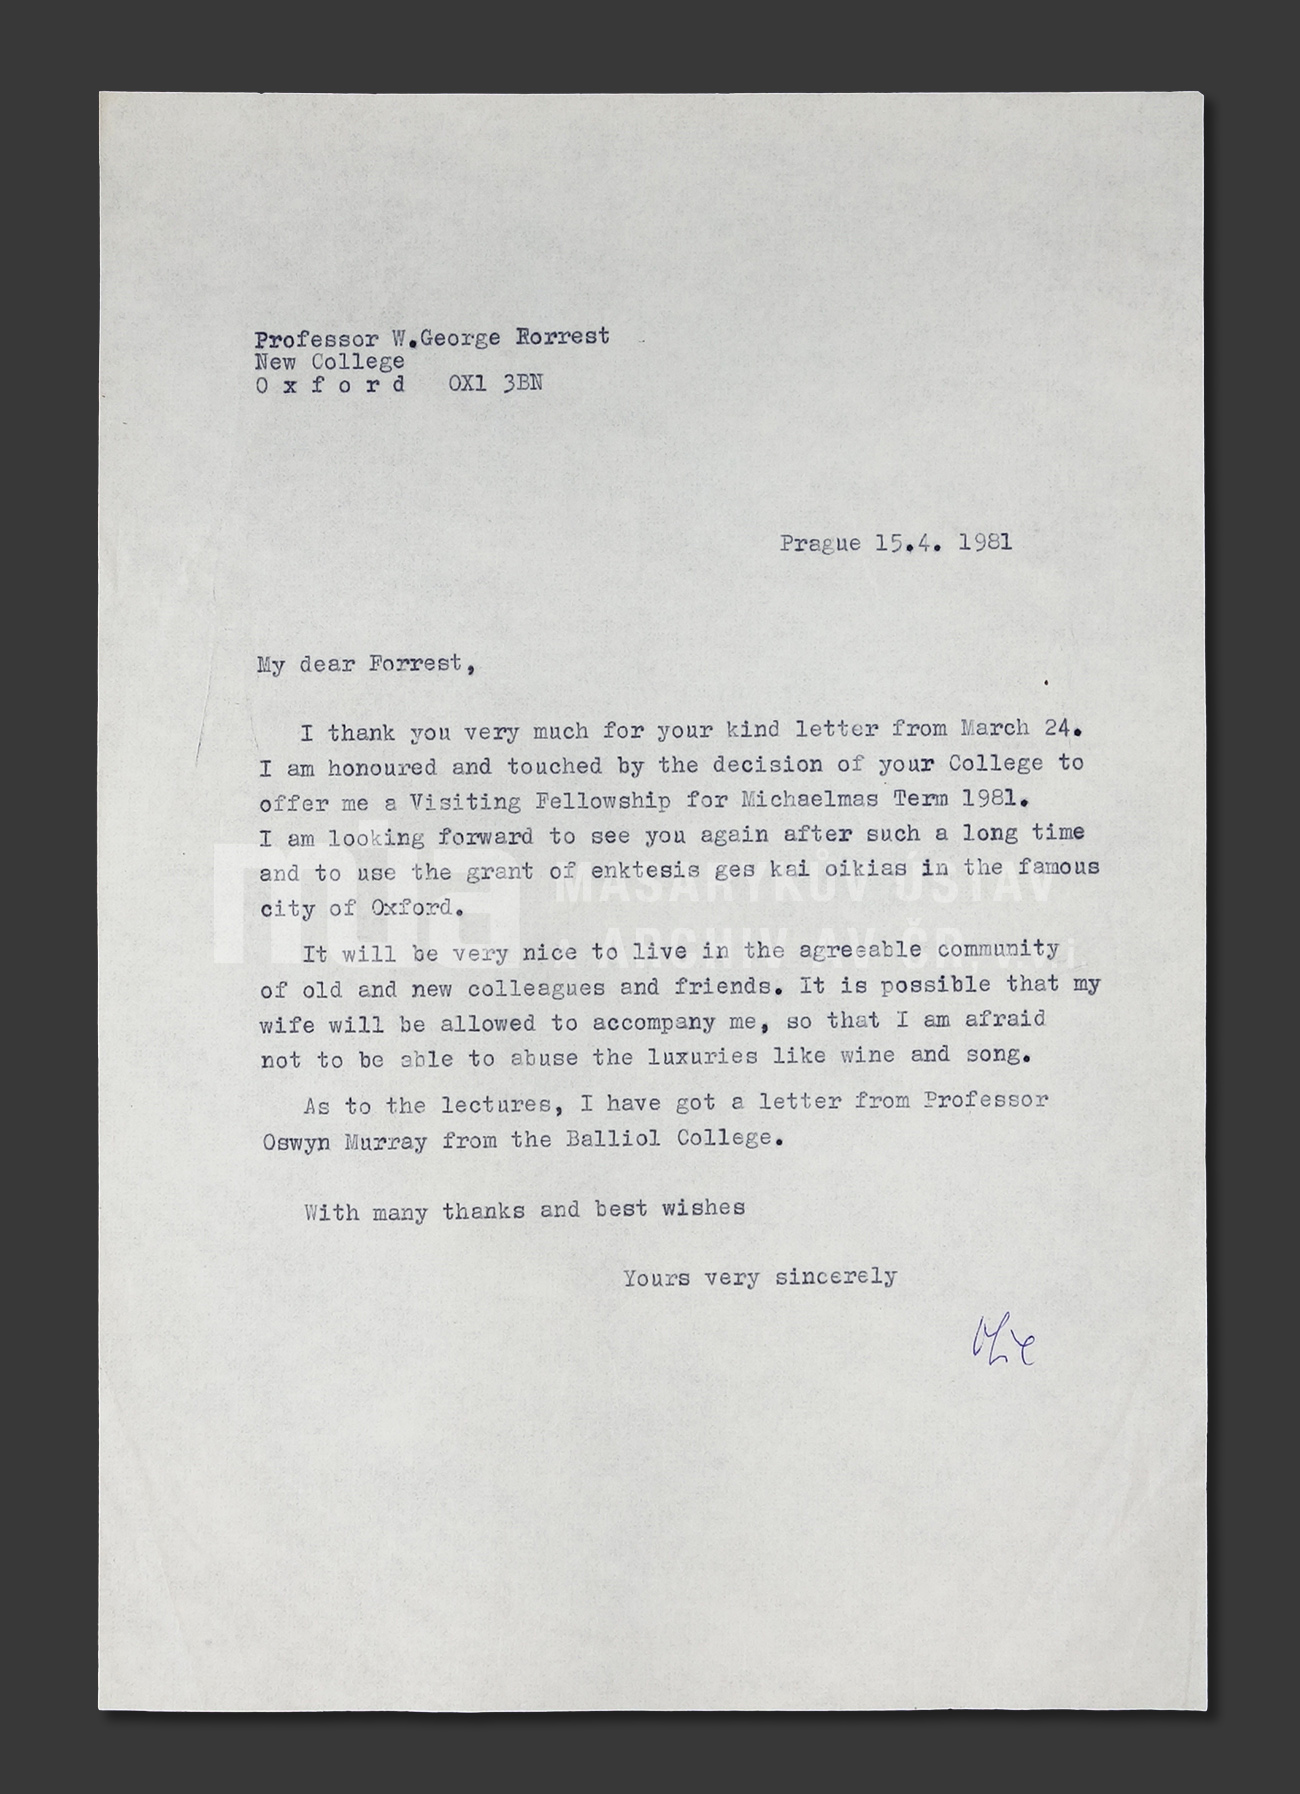 Professor W.George Forrest
New College
O x f o r d OX1 3BN
Prague 15.4. 1981
My dear Forrest,
I thank you very much for your kind letter from March 24.
I am honoured and touched by the decision of your College to
offer me a Visiting Fellowship for Michaelmas Term 1981.
I am looking forward to see you again after such a long time
and to use the grant of enktesis ges kai oikias in the famous
city of Oxford.
It will be very nice to live in the agreeable community
of old and new colleagues and friends. It is possible that my
wife will be allowed to accompany me, so that I am afraid
not to be able to abuse the luxuries like wine and song.
As to the lectures, I have got a letter from Professor
Oswyn Murray from the Balliol College.
With many thanks and best wishes
Yours very sincerely
mua MASARYKŮV ÚSTAV
A ARCHIV AV ČR, v. v. i.